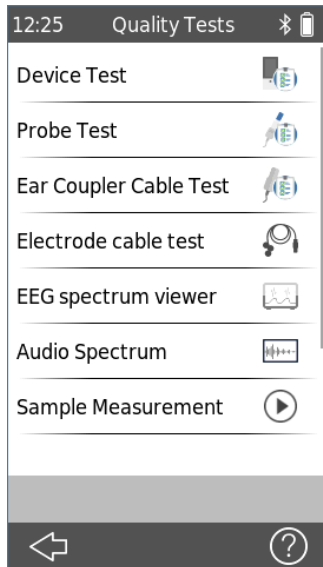 12:25 Quality Tests
Device Test
Probe Test
Ear Coupler Cable Test
Electrode cable test
EEG spectrum viewer
Audio Spectrum
Sample Measurement
?